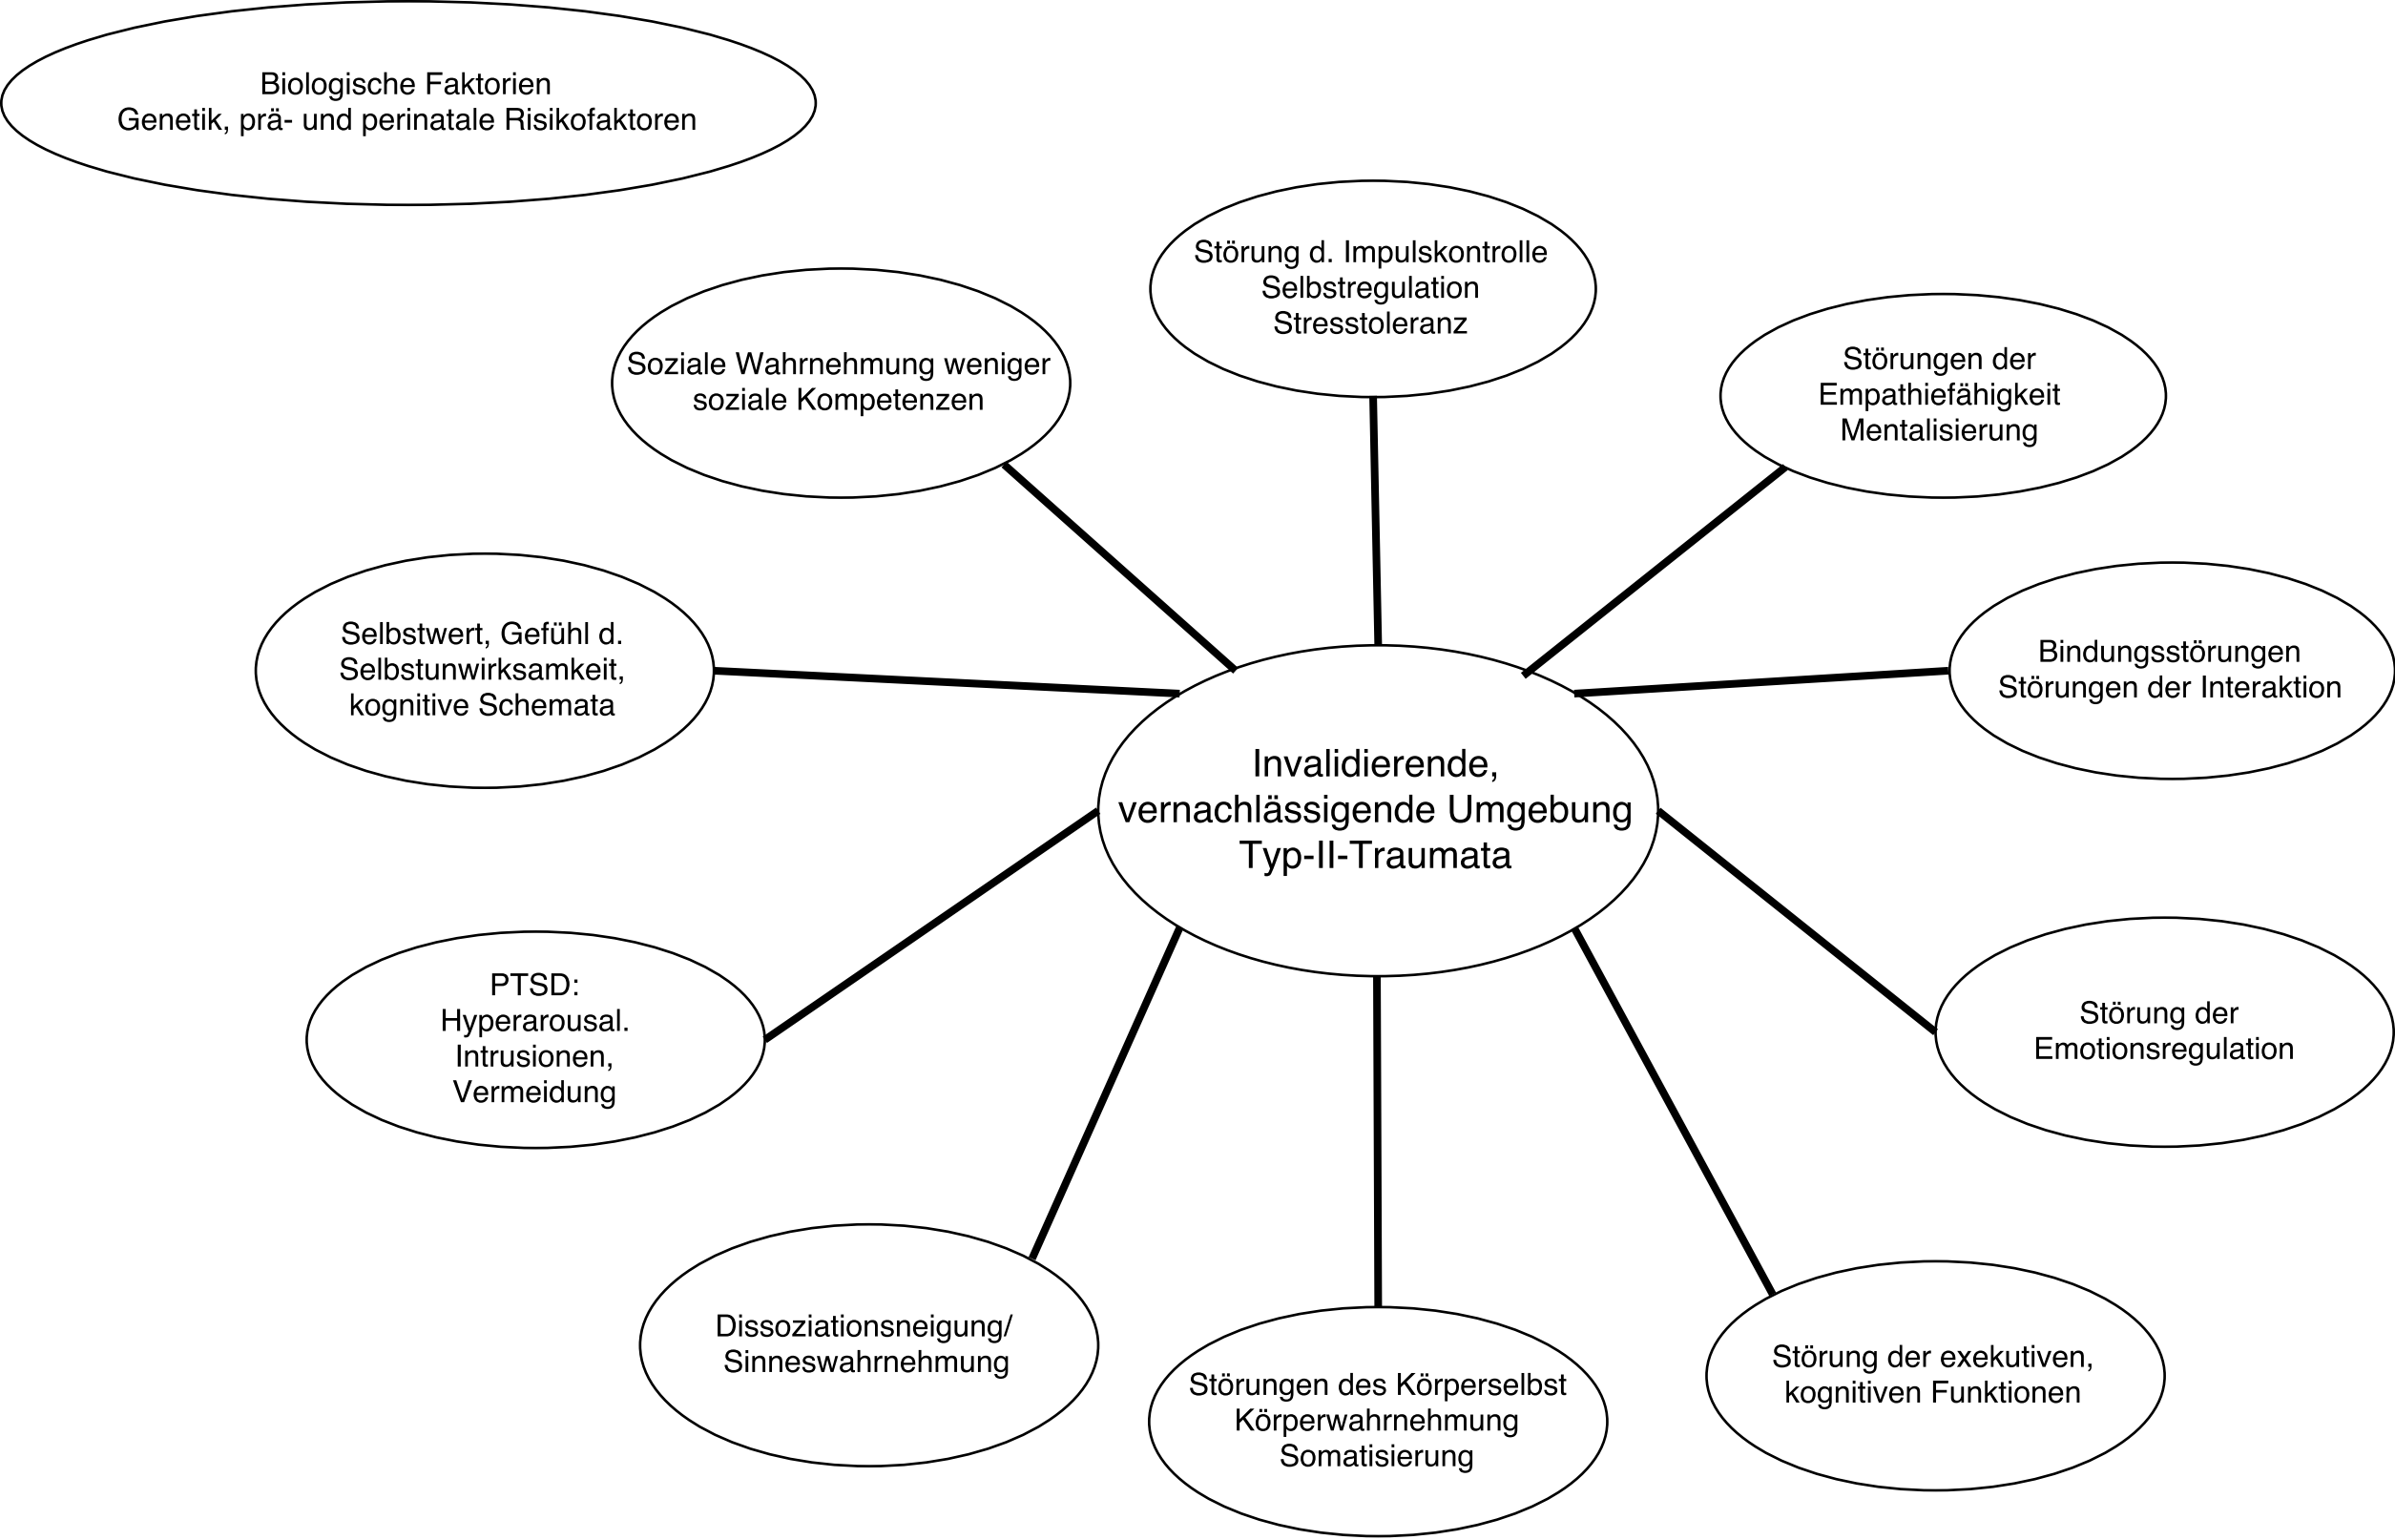 Biologische Faktorien
Genetik, prä- und perinatale Risikofaktoren
Störung d. Impulskontrolle
Selbstregulation
Stresstoleranz
Soziale Wahrnehmung weniger
soziale Kompetenzen
Störungen der
Empathiefähigkeit
Mentalisierung
Selbstwert, Gefühl d.
Selbstunwirksamkeit,
kognitive Schemata
Bindungsstörungen
Störungen der Interaktion
Invalidierende,
vernachlässigende Umgebung
Typ-II-Traumata
PTSD:
Hyperarousal.
Intrusionen,
Vermeidung
Störung der
Emotionsregulation
Dissoziationsneigung/
Sinneswahrnehmung
Störungen des Körperselbst
Körperwahrnehmung
Somatisierung
Störung der exekutiven,
kognitiven Funktionen